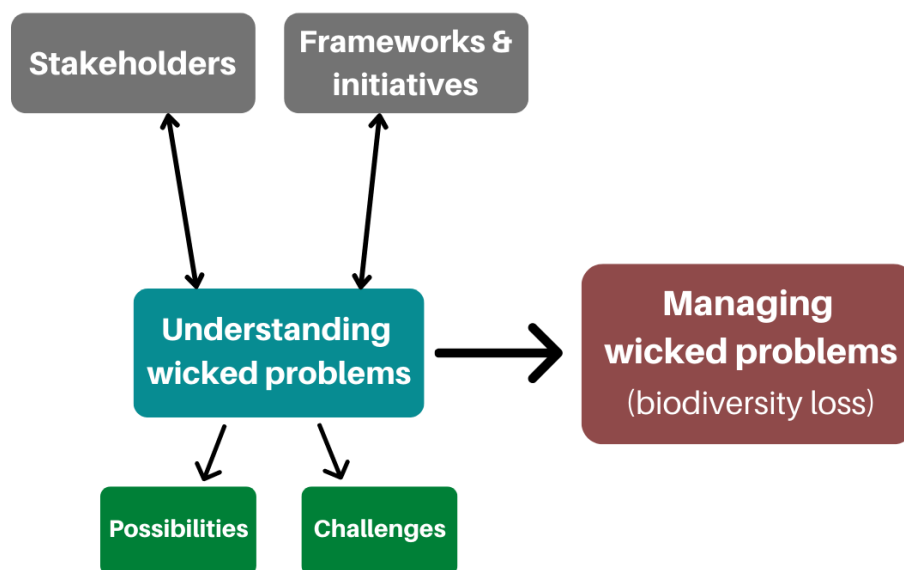 Stakeholders
Frameworks &
initiatives
Understanding
wicked problems
Managing
wicked problems
(biodiversity loss)
Possibilities
Challenges